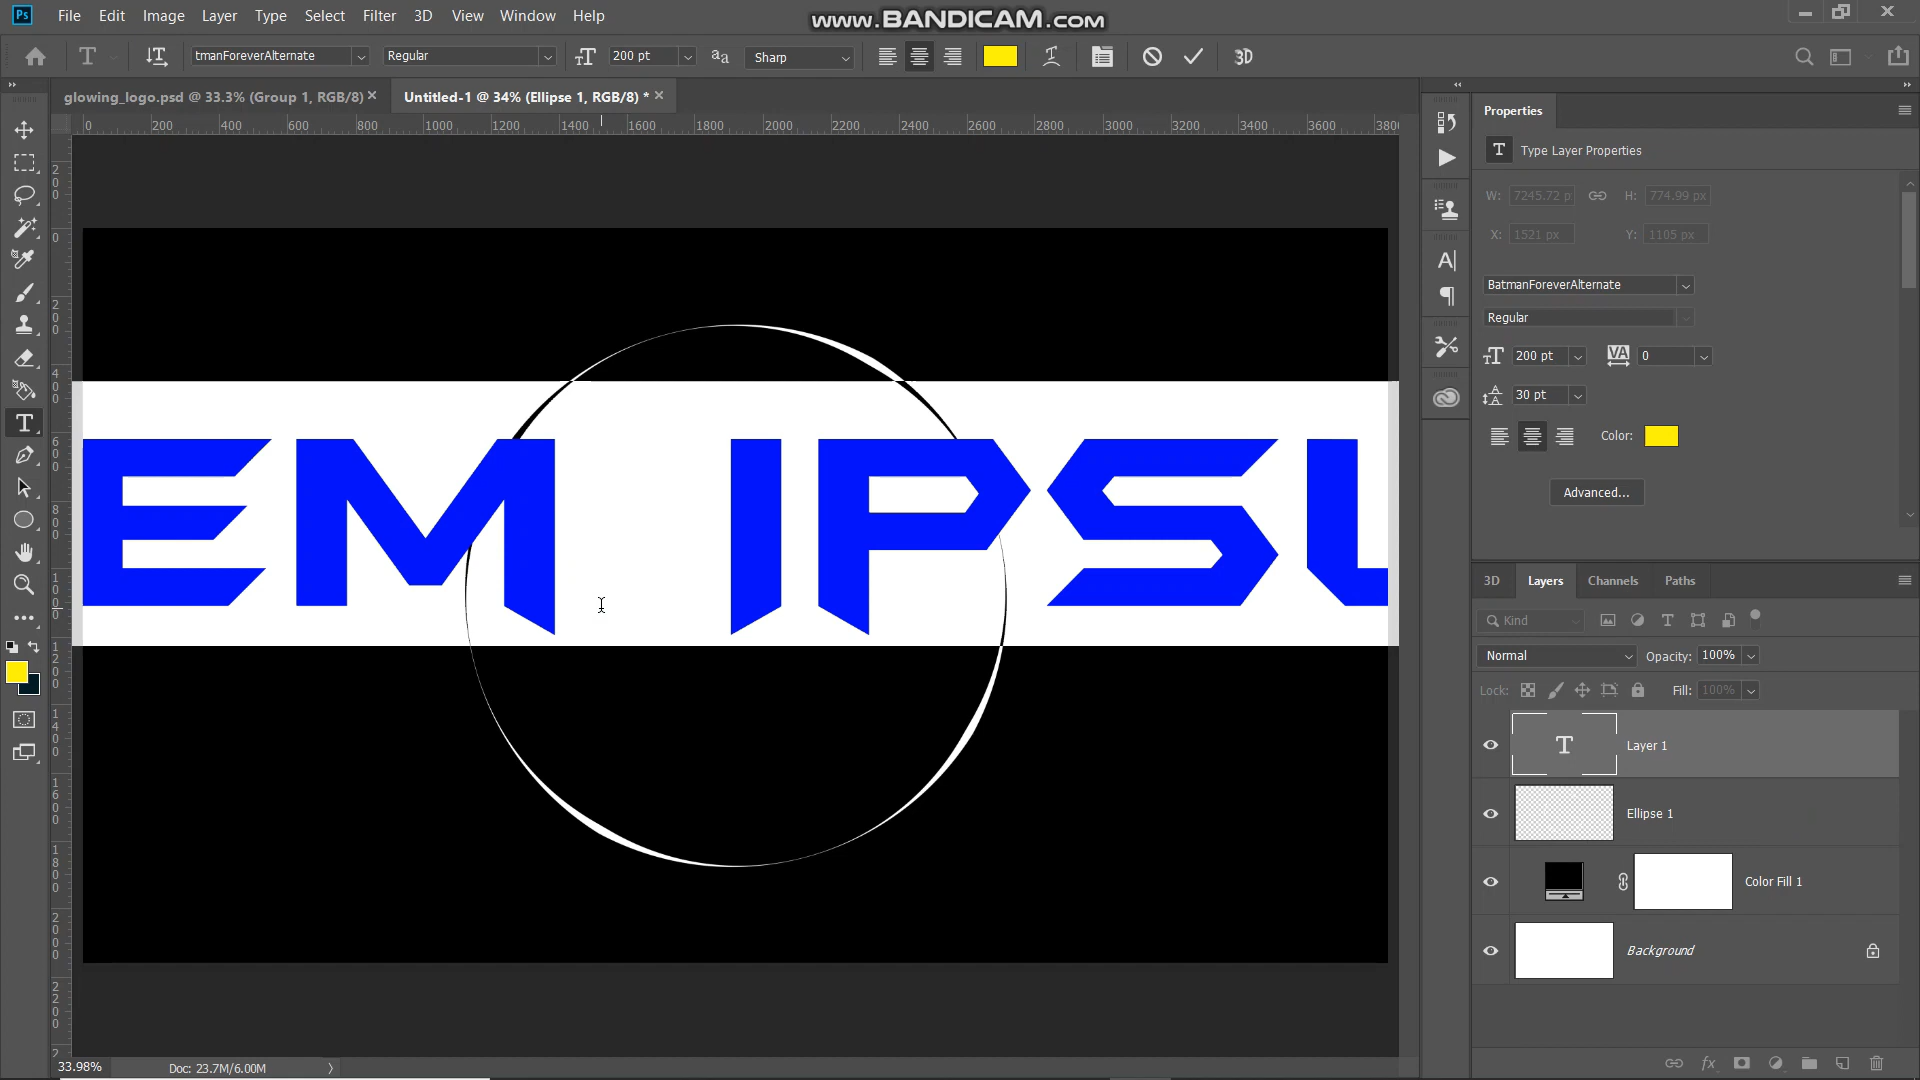 Ps File Edit Image Layer Type Select Filter 3D View Window Help
www.BANDICAM.com
tmanForeverAlternate Regular 200 pt aa Sharp 3D
glowing_logo.psd @ 33.3% (Group 1, RGB/8) × Untitled-1 @ 34% (Ellipse 1, RGB/8) * ×
0 200 400 600 800 1000 1200 1400 1600 1800 2000 2200 2400 2600 2800 3000 3200 3400 3600 3800
EM IPSU
Properties
T Type Layer Properties
W: 7245.72 p H: 774.99 px
X: 1521 px Y: 1105 px
BatmanForeverAlternate
Regular
200 pt VA 0
30 pt
Color:
Advanced...
3D Layers Channels Paths
Kind
Normal Opacity: 100%
Lock: Fill: 100%
T Layer 1
Ellipse 1
Color Fill 1
Background
33.98% Doc: 23.7M/6.00M